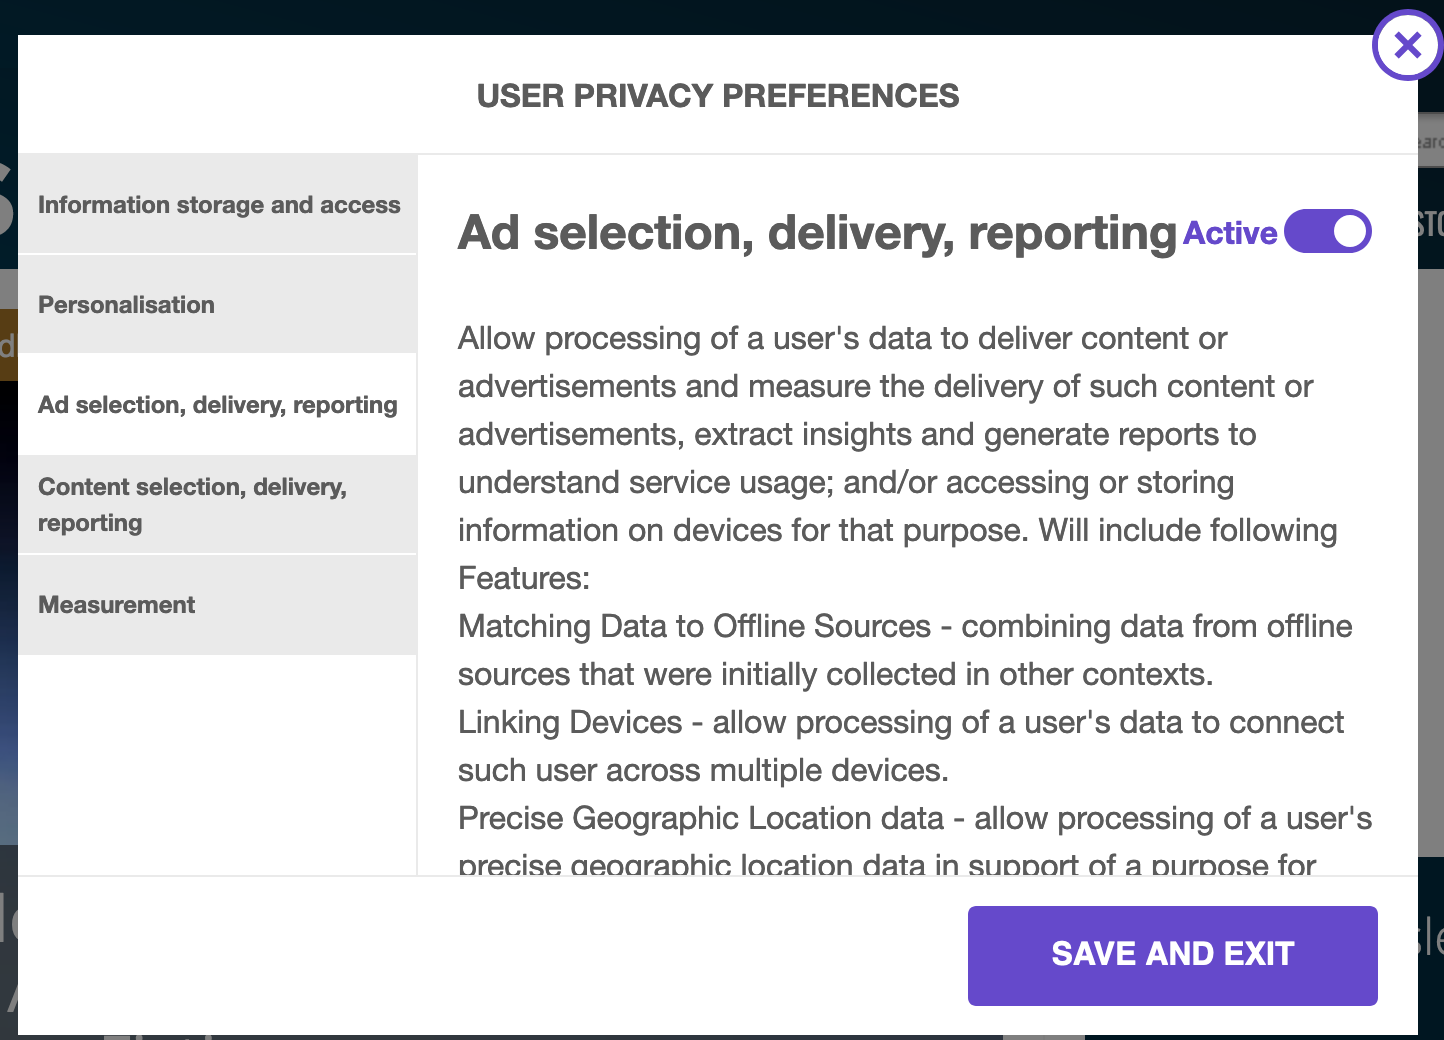 USER PRIVACY PREFERENCES
Information storage and access
Personalisation
Ad selection, delivery, reporting
Content selection, delivery,
reporting
Measurement
Ad selection, delivery, reporting Active
Allow processing of a user's data to deliver content or
advertisements and measure the delivery of such content or
advertisements, extract insights and generate reports to
understand service usage; and/or accessing or storing
information on devices for that purpose. Will include following
Features:
Matching Data to Offline Sources - combining data from offline
sources that were initially collected in other contexts.
Linking Devices - allow processing of a user's data to connect
such user across multiple devices.
Precise Geographic Location data - allow processing of a user's
precise geographic location data in support of a purpose for
SAVE AND EXIT